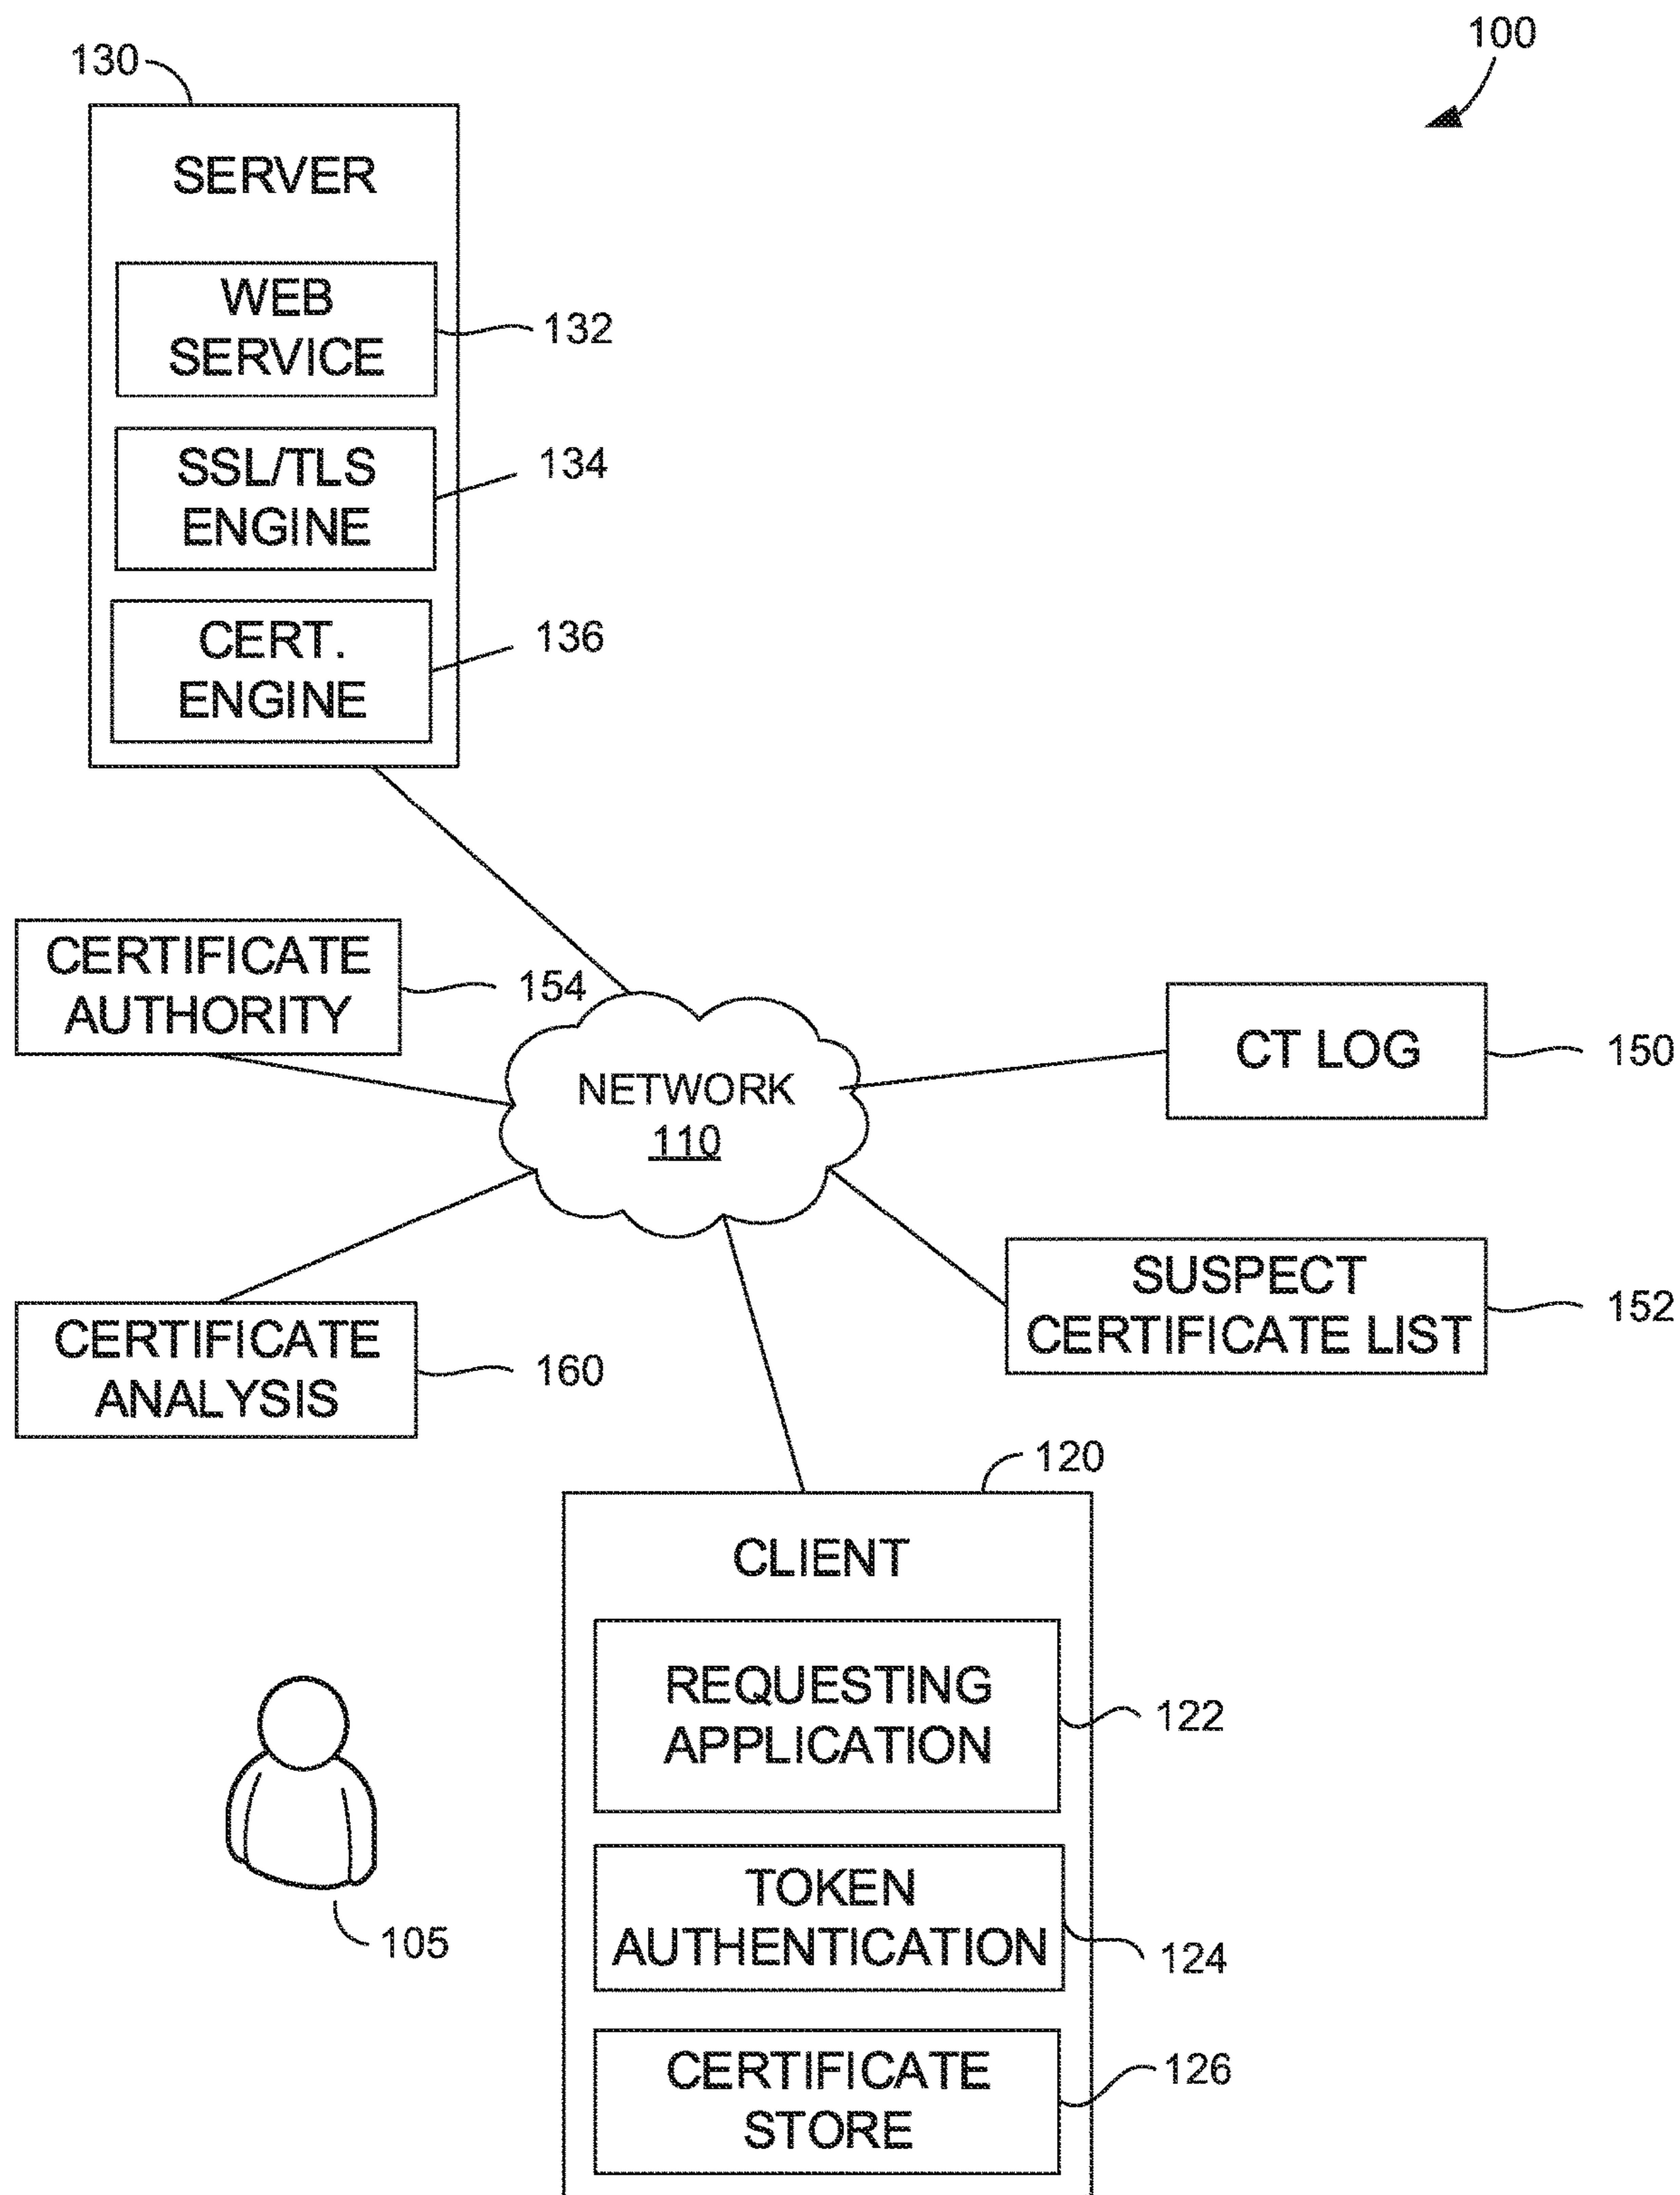 100
130
SERVER
WEB
SERVICE
132
SSL/TLS
ENGINE
134
CERT.
ENGINE
136
CERTIFICATE
AUTHORITY
154
NETWORK
110
CT LOG
150
SUSPECT
CERTIFICATE LIST
152
CERTIFICATE
ANALYSIS
160
120
CLIENT
REQUESTING
APPLICATION
122
TOKEN
AUTHENTICATION
124
105
CERTIFICATE
STORE
126